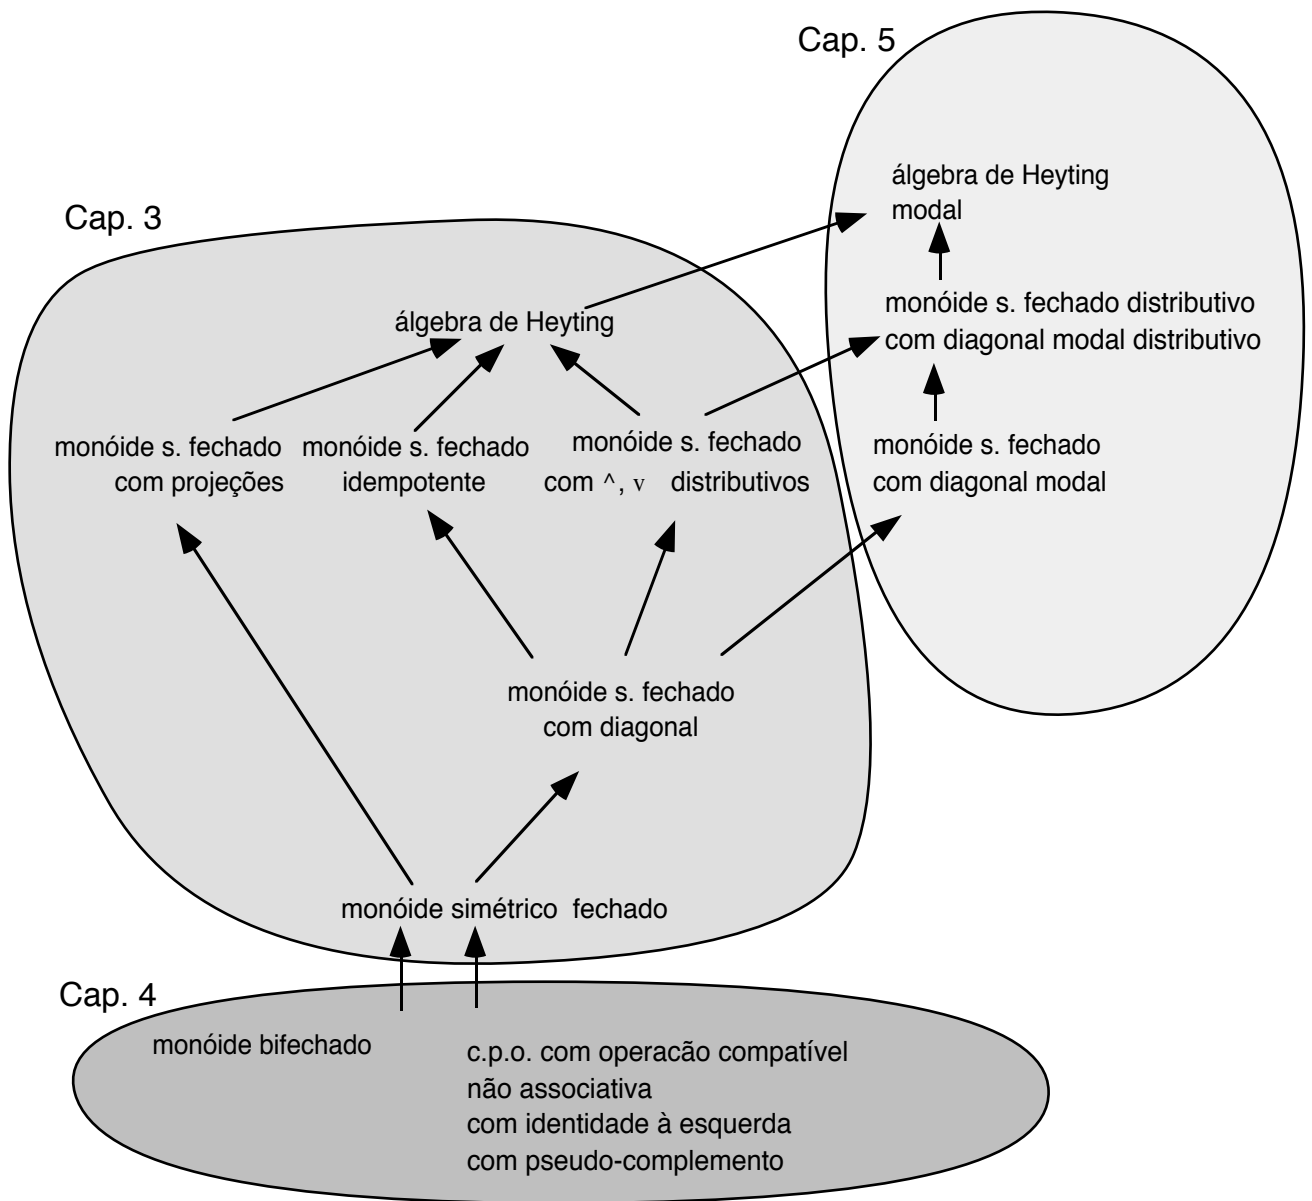 Cap. 5
álgebra de Heyting
modal
Cap. 3
monóide s. fechado distributivo
com diagonal modal distributivo
álgebra de Heyting
monóide s. fechado
com projeções
monóide s. fechado
idempotente
monóide s. fechado
com ^, v distributivos
monóide s. fechado
com diagonal modal
monóide s. fechado
com diagonal
monóide simétrico fechado
Cap. 4
monóide bifechado
c.p.o. com operacão compatível
não associativa
com identidade à esquerda
com pseudo-complemento